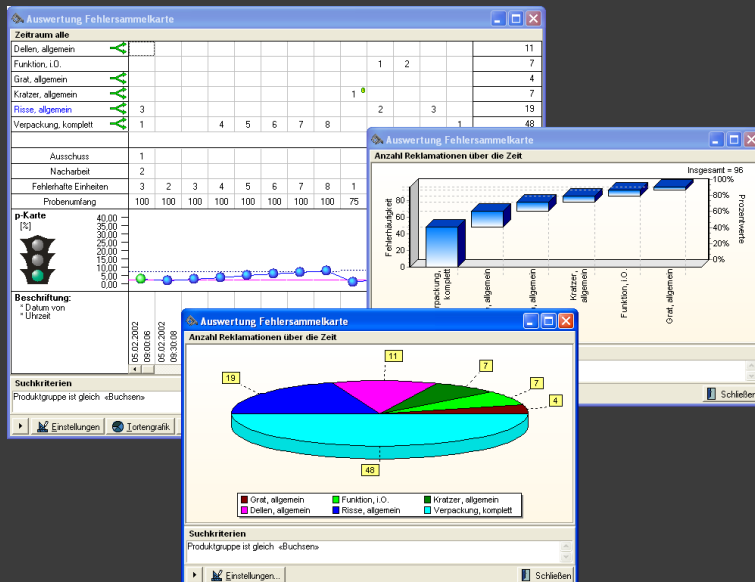 Auswertung Fehlersammelkarte
Zeitraum alle
Dellen, allgemein 11
Funktion, i.O. 1 2 7
Grat, allgemein 4
Kratzer, allgemein 1 7
Risse, allgemein 3 2 3 19
Verpackung, komplett 1 4 5 6 7 8 1 48
Ausschuss 1
Nacharbeit 2
Fehlerhafte Einheiten 3 2 3 4 5 6 7 8 1
Probenumfang 100 100 100 100 100 100 100 100 75
p-Karte
[%]
40,00
35,00
30,00
25,00
20,00
15,00
10,00
5,00
0,00
Beschriftung:
* Datum von
* Uhrzeit
05.02.2002
09:00:06
05.02.2002
09:30:08
Suchkriterien
Produktgruppe ist gleich «Buchsen»
Einstellungen
Tortengrafik
Auswertung Fehlersammelkarte
Anzahl Reklamationen über die Zeit
Insgesamt = 96
Fehlerhäufigkeit
80
60
40
20
0
100%
80%
60%
40%
20%
0%
Prozentwerte
komplett
allgemein
allgemein
Kratzer,
allgemein
Funktion, i.O.
Grat, allgemein
Schließen
Auswertung Fehlersammelkarte
Anzahl Reklamationen über die Zeit
11
19
7
7
4
48
Grat, allgemein
Funktion, i.O.
Kratzer, allgemein
Dellen, allgemein
Risse, allgemein
Verpackung, komplett
Suchkriterien
Produktgruppe ist gleich «Buchsen»
Einstellungen...
Schließen